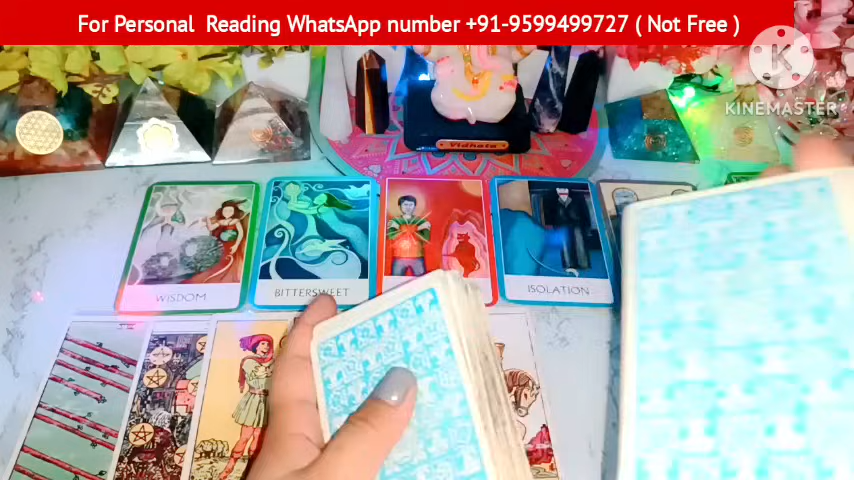 For Personal Reading WhatsApp number +91-9599499727 ( Not Free )
K
KINEMASTER
Vidhata
WISDOM
BITTERSWEET
ISOLATION